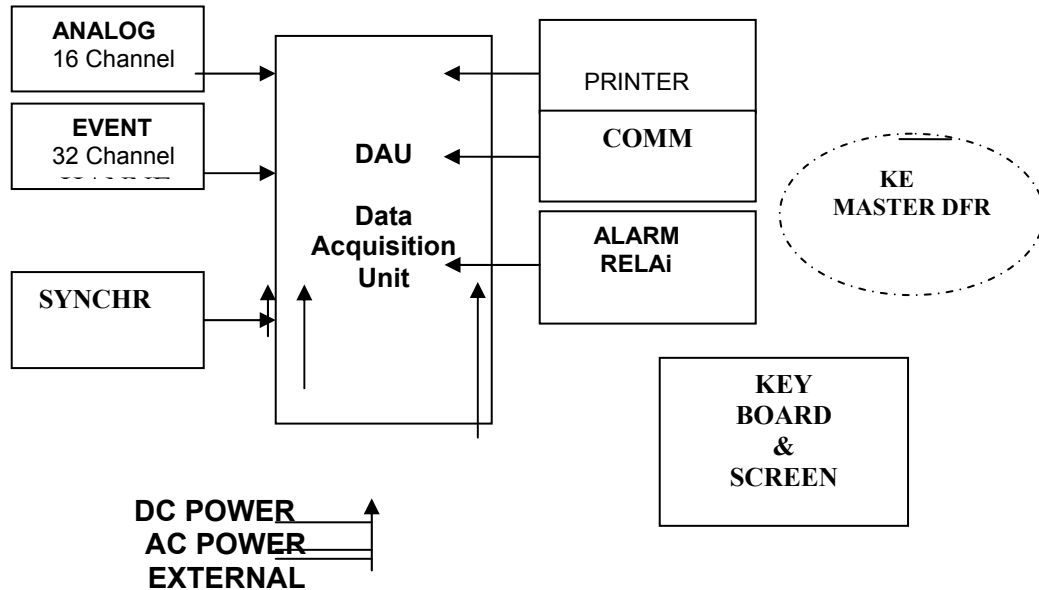 ANALOG
16 Channel
EVENT
32 Channel
SYNCHR
DAU
Data
Acquisition
Unit
PRINTER
COMM
ALARM
RELAi
KE
MASTER DFR
KEY
BOARD
&
SCREEN
DC POWER
AC POWER
EXTERNAL